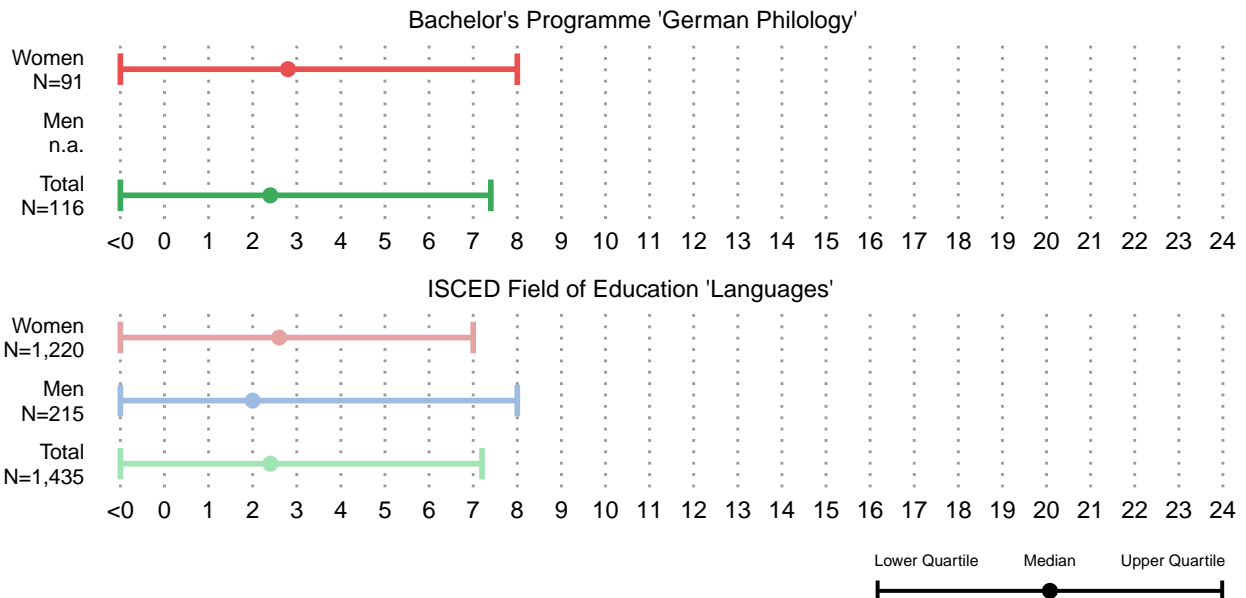 Bachelor's Programme 'German Philology'
Women
N=91
Men
n.a.
Total
N=116
<0 0 1 2 3 4 5 6 7 8 9 10 11 12 13 14 15 16 17 18 19 20 21 22 23 24
ISCED Field of Education 'Languages'
Women
N=1,220
Men
N=215
Total
N=1,435
<0 0 1 2 3 4 5 6 7 8 9 10 11 12 13 14 15 16 17 18 19 20 21 22 23 24
Lower Quartile Median Upper Quartile